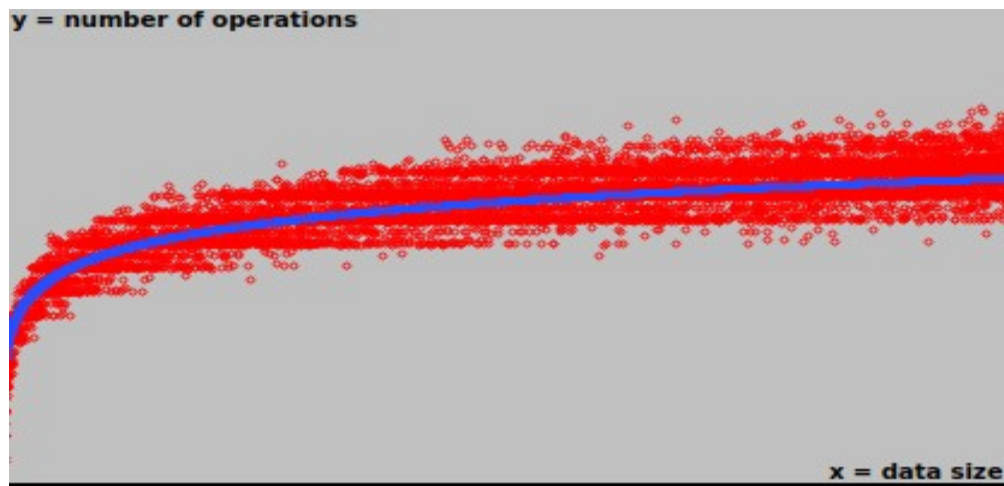 y = number of operations
x = data size